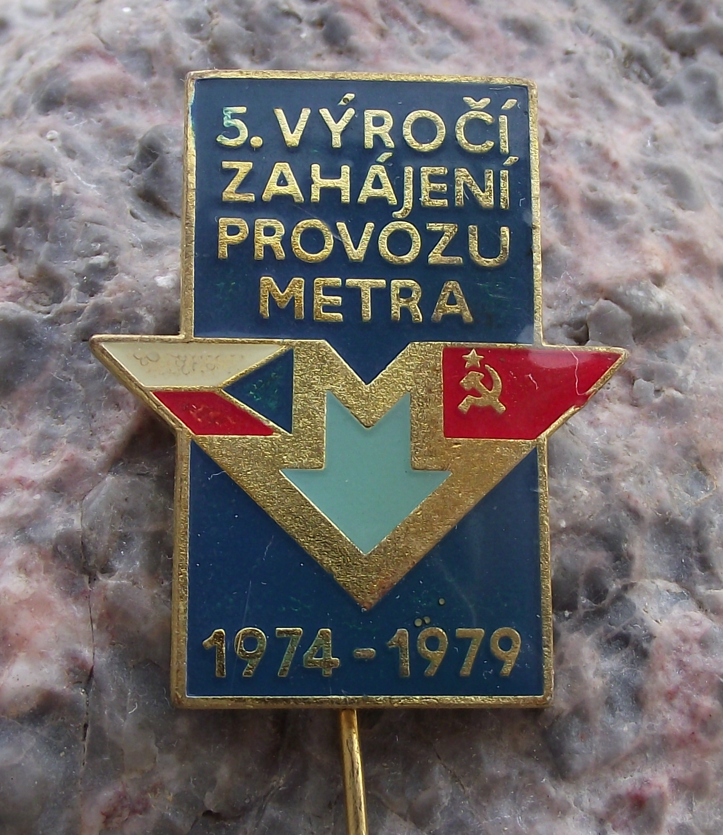 5. VÝROČÍ
ZAHÁJENÍ
PROVOZU
METRA
1974-1979